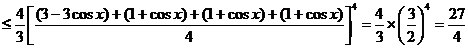 ≤ 4/3 [((3−3cos x)+(1+cos x)+(1+cos x)+(1+cos x))/4]^4 = 4/3 × (3/2)^4 = 27/4